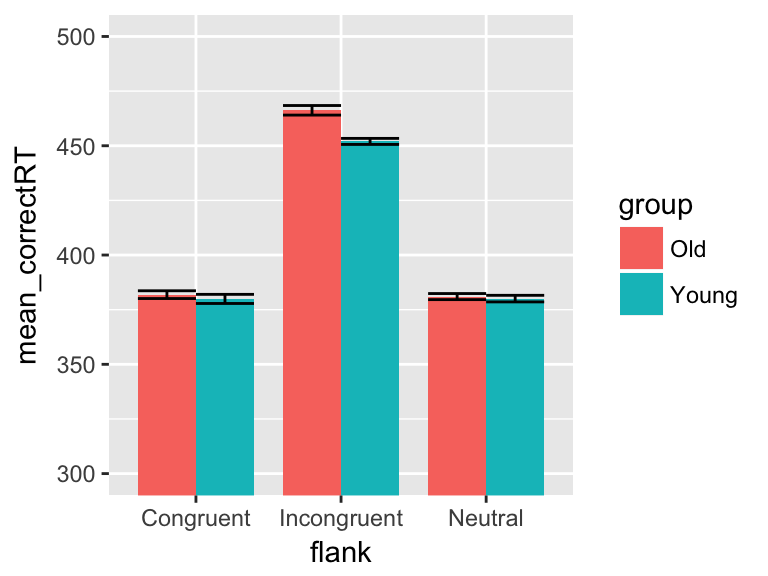 500
450
400
350
300
mean_correctRT
Congruent Incongruent Neutral
flank
group
Old
Young